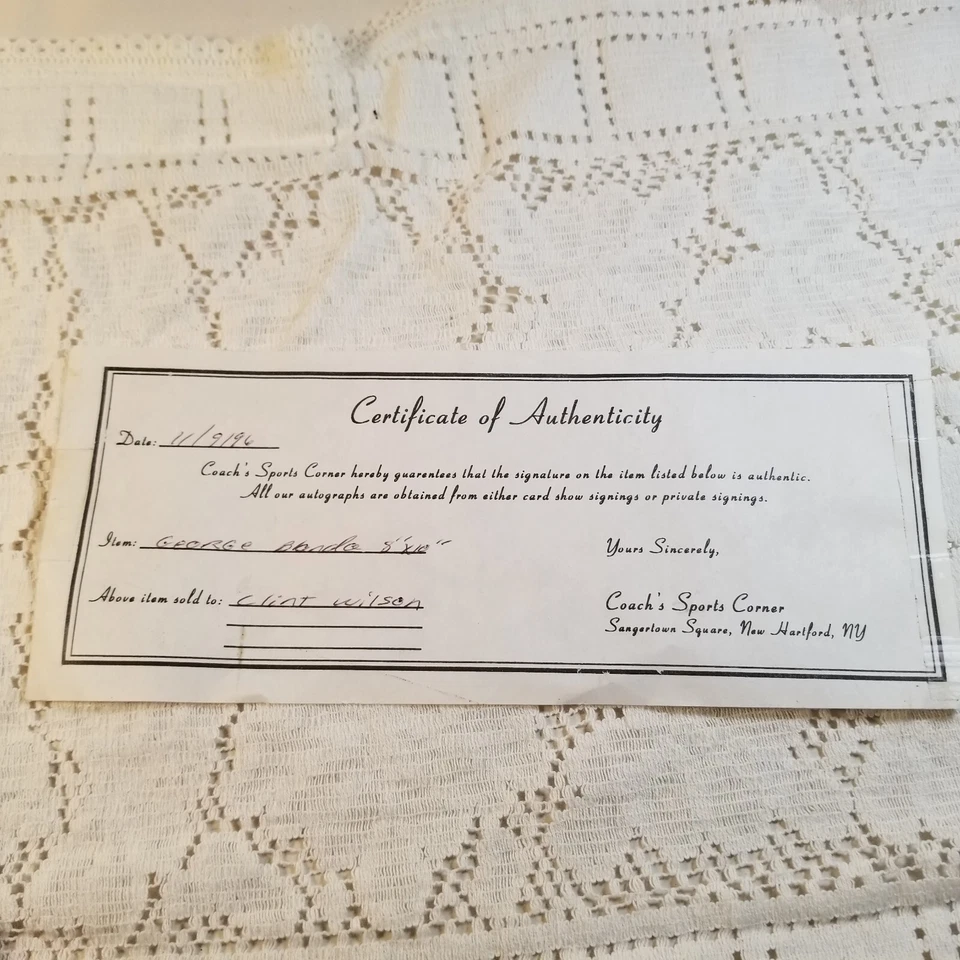 Certificate of Authenticity
Date: 11/9/96
Coach's Sports Corner hereby guarentees that the signature on the item listed below is authentic.
All our autographs are obtained from either card show signings or private signings.
Item: GEORGE 8"x10"
Yours Sincerely,
Above item sold to: Clint Wilson
Coach's Sports Corner
Sangertown Square, New Hartford, NY